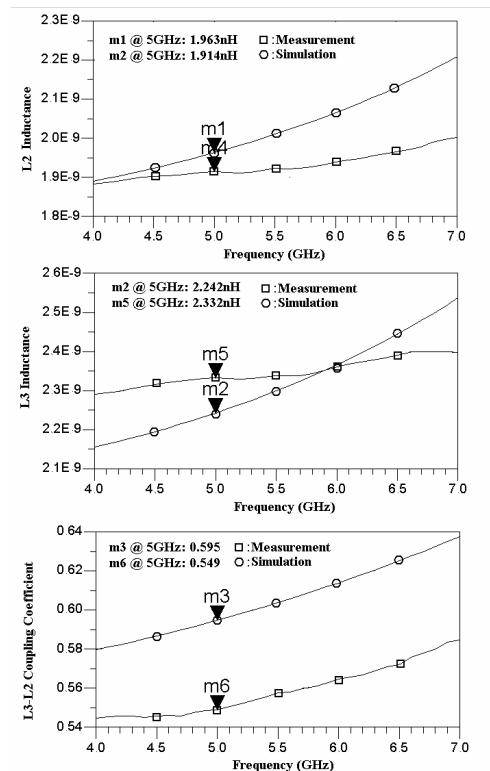 2.3E-9
2.2E-9
2.1E-9
2.0E-9
1.9E-9
1.8E-9
L2 Inductance
m1 @ 5GHz: 1.963nH
m2 @ 5GHz: 1.914nH
:Measurement
:Simulation
m1
m4
4.0 4.5 5.0 5.5 6.0 6.5 7.0
Frequency (GHz)
2.6E-9
2.5E-9
2.4E-9
2.3E-9
2.2E-9
2.1E-9
L3 Inductance
m2 @ 5GHz: 2.242nH
m5 @ 5GHz: 2.332nH
:Measurement
:Simulation
m5
m2
4.0 4.5 5.0 5.5 6.0 6.5 7.0
Frequency (GHz)
0.64
0.62
0.60
0.58
0.56
0.54
L3-L2 Coupling Coefficient
m3 @ 5GHz: 0.595
m6 @ 5GHz: 0.549
:Measurement
:Simulation
m3
m6
4.0 4.5 5.0 5.5 6.0 6.5 7.0
Frequency (GHz)